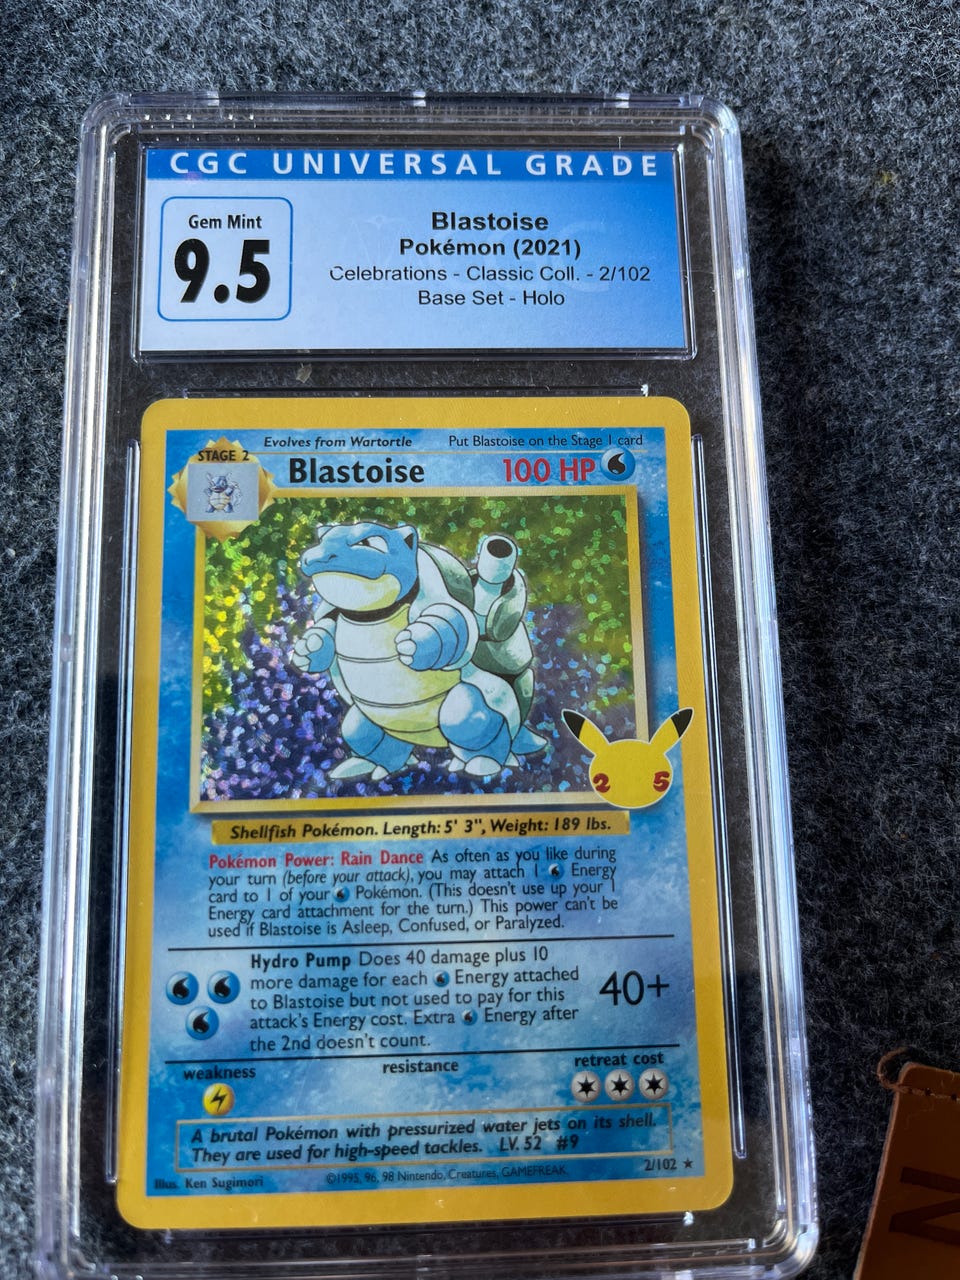 CGC UNIVERSAL GRADE
Gem Mint
9.5
Blastoise
Pokémon (2021)
Celebrations - Classic Coll. - 2/102
Base Set - Holo
Evolves from Wartortle
Put Blastoise on the Stage 1 card
STAGE 2
Blastoise
100 HP
2 5
Shellfish Pokémon. Length: 5' 3", Weight: 189 lbs.
Pokémon Power: Rain Dance As often as you like during
your turn (before your attack), you may attach 1 Energy
card to 1 of your Pokémon. (This doesn't use up your 1
Energy card attachment for the turn.) This power can't be
used if Blastoise is Asleep, Confused, or Paralyzed.
Hydro Pump Does 40 damage plus 10
more damage for each Energy attached
to Blastoise but not used to pay for this
attack's Energy cost. Extra Energy after
the 2nd doesn't count.
40+
weakness
resistance
retreat cost
A brutal Pokémon with pressurized water jets on its shell.
They are used for high-speed tackles. LV. 52 #9
Illus. Ken Sugimori
©1995, 96, 98 Nintendo, Creatures, GAMEFREAK.
2/102 ★